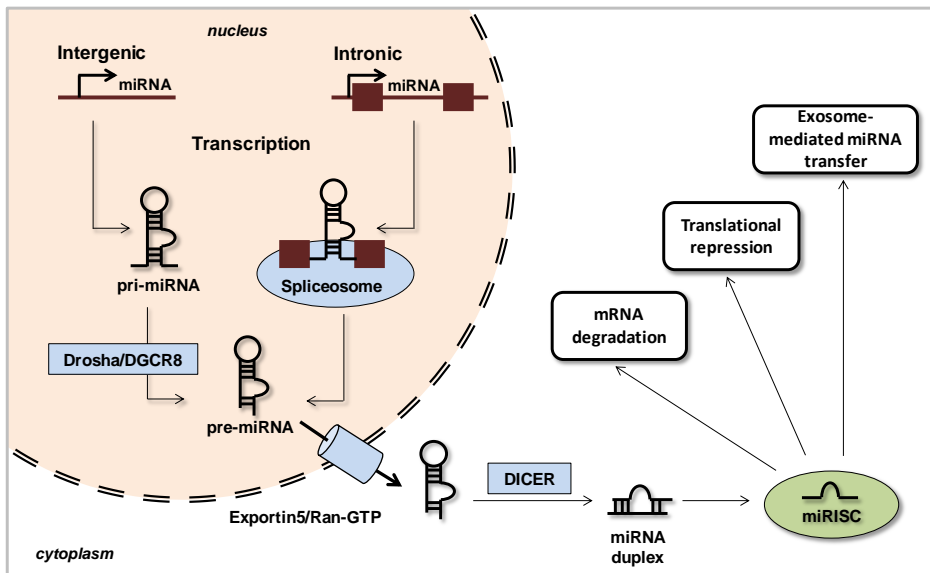 nucleus
Intergenic
miRNA
Intronic
miRNA
Transcription
pri-miRNA
Spliceosome
Drosha/DGCR8
pre-miRNA
Exportin5/Ran-GTP
cytoplasm
DICER
miRNA
duplex
miRISC
mRNA
degradation
Translational
repression
Exosome-
mediated miRNA
transfer